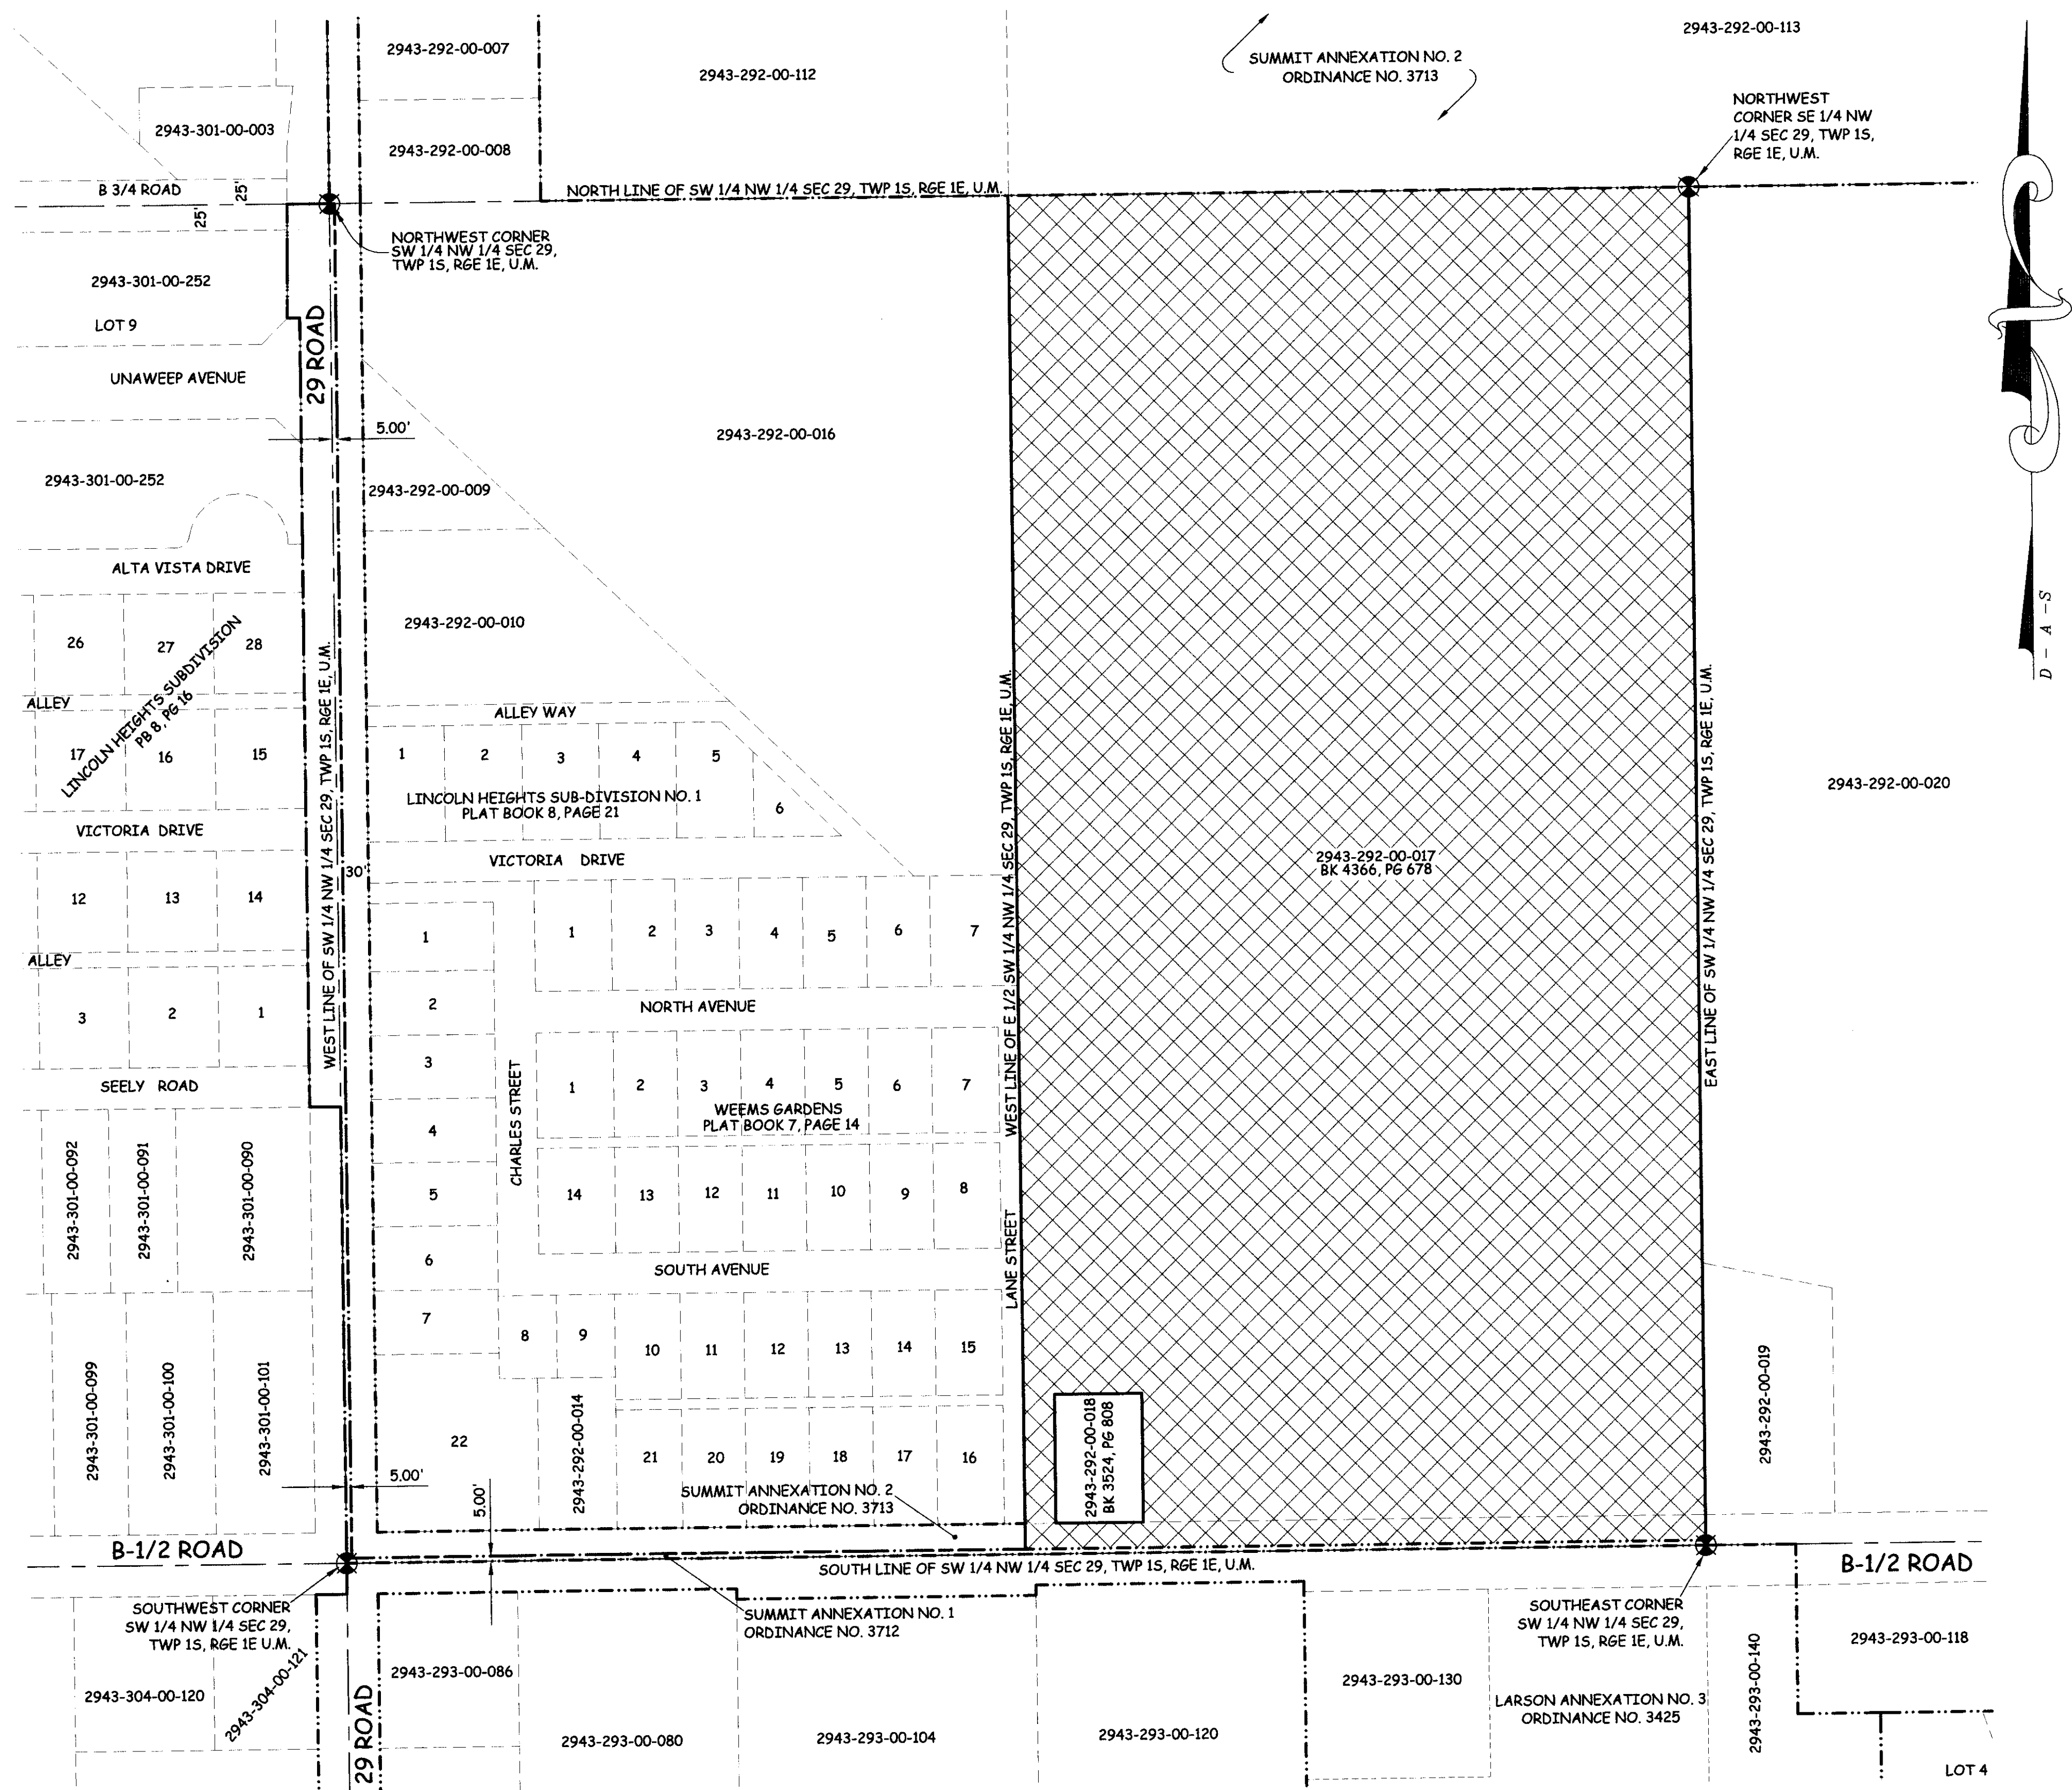 2943-292-00-007
2943-292-00-112
SUMMIT ANNEXATION NO. 2
ORDINANCE NO. 3713
2943-292-00-113
NORTHWEST
CORNER SE 1/4 NW
1/4 SEC 29, TWP 1S,
RGE 1E, U.M.
2943-301-00-003
2943-292-00-008
B 3/4 ROAD
25'
25'
NORTH LINE OF SW 1/4 NW 1/4 SEC 29, TWP 1S, RGE 1E, U.M.
NORTHWEST CORNER
SW 1/4 NW 1/4 SEC 29,
TWP 1S, RGE 1E, U.M.
2943-301-00-252
LOT 9
29 ROAD
UNAWEEP AVENUE
5.00'
2943-292-00-016
2943-301-00-252
2943-292-00-009
ALTA VISTA DRIVE
2943-292-00-010
D - A - S
26
27
28
LINCOLN HEIGHTS SUBDIVISION
PB 8, PG 16
ALLEY
17
16
15
WEST LINE OF SW 1/4 NW 1/4 SEC 29, TWP 1S, RGE 1E, U.M.
ALLEY WAY
1
2
3
4
5
6
LINCOLN HEIGHTS SUB-DIVISION NO. 1
PLAT BOOK 8, PAGE 21
WEST LINE OF E 1/2 SW 1/4 NW 1/4 SEC 29, TWP 1S, RGE 1E, U.M.
EAST LINE OF SW 1/4 NW 1/4 SEC 29, TWP 1S, RGE 1E, U.M.
2943-292-00-020
VICTORIA DRIVE
VICTORIA DRIVE
30'
2943-292-00-017
BK 4366, PG 678
12
13
14
1
1
2
3
4
5
6
7
ALLEY
2
NORTH AVENUE
3
2
1
3
SEELY ROAD
CHARLES STREET
1
2
3
4
5
6
7
WEEMS GARDENS
PLAT BOOK 7, PAGE 14
4
2943-301-00-092
2943-301-00-091
2943-301-00-090
5
14
13
12
11
10
9
8
6
SOUTH AVENUE
LANE STREET
7
8
9
10
11
12
13
14
15
2943-301-00-099
2943-301-00-100
2943-301-00-101
2943-292-00-019
22
2943-292-00-014
21
20
19
18
17
16
2943-292-00-018
BK 3524, PG 808
5.00'
5.00'
SUMMIT ANNEXATION NO. 2
ORDINANCE NO. 3713
B-1/2 ROAD
SOUTH LINE OF SW 1/4 NW 1/4 SEC 29, TWP 1S, RGE 1E, U.M.
B-1/2 ROAD
SOUTHWEST CORNER
SW 1/4 NW 1/4 SEC 29,
TWP 1S, RGE 1E U.M.
SUMMIT ANNEXATION NO. 1
ORDINANCE NO. 3712
SOUTHEAST CORNER
SW 1/4 NW 1/4 SEC 29,
TWP 1S, RGE 1E, U.M.
2943-304-00-120
2943-304-00-121
29 ROAD
2943-293-00-086
2943-293-00-080
2943-293-00-104
2943-293-00-120
2943-293-00-130
LARSON ANNEXATION NO. 3
ORDINANCE NO. 3425
2943-293-00-140
2943-293-00-118
LOT 4